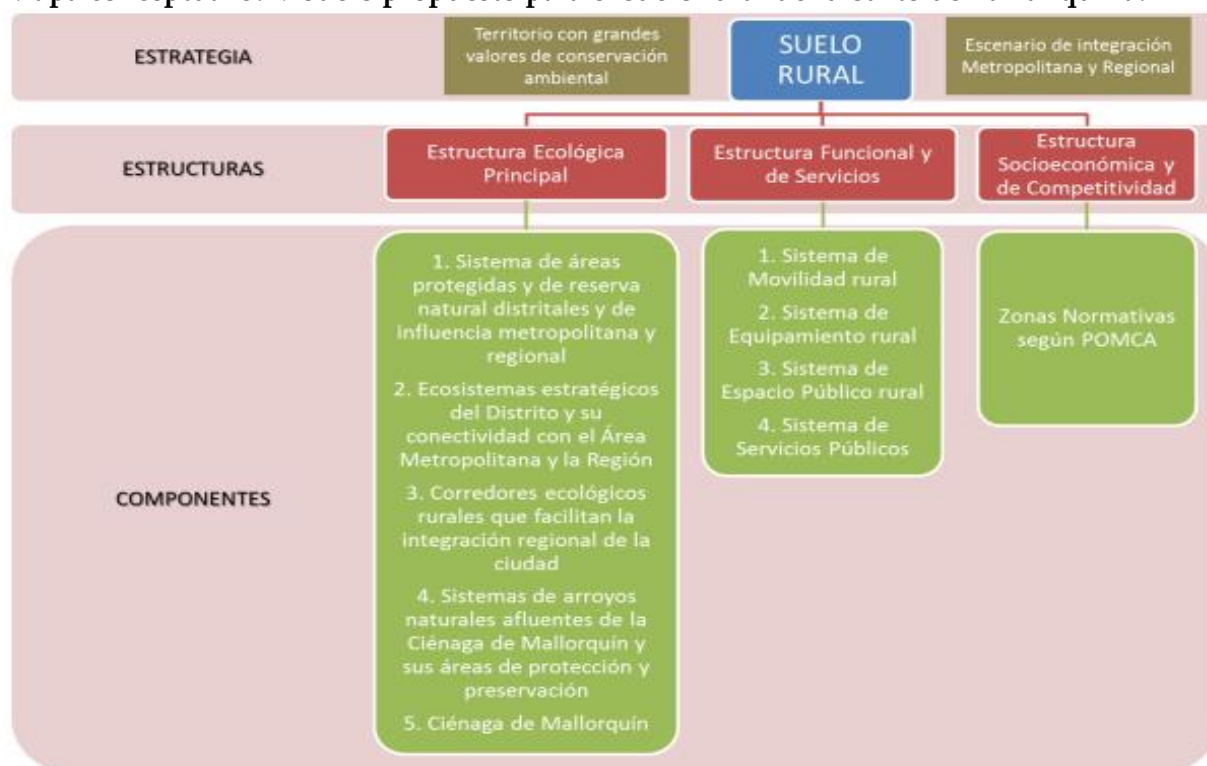 ESTRATEGIA
Territorio con grandes
valores de conservación
ambiental
SUELO
RURAL
Escenario de integración
Metropolitana y Regional
ESTRUCTURAS
Estructura Ecológica
Principal
Estructura Funcional y
de Servicios
Estructura
Socioeconómica y
de Competitividad
COMPONENTES
1. Sistema de áreas
protegidas y de reserva
natural distritales y de
influencia metropolitana y
regional
2. Ecosistemas estratégicos
del Distrito y su
conectividad con el Área
Metropolitana y la Región
3. Corredores ecológicos
rurales que facilitan la
integración regional de la
ciudad
4. Sistemas de arroyos
naturales afluentes de la
Ciénaga de Mallorquín y
sus áreas de protección y
preservación
5. Ciénaga de Mallorquín
1. Sistema de
Movilidad rural
2. Sistema de
Equipamiento rural
3. Sistema de
Espacio Público rural
4. Sistema de
Servicios Públicos
Zonas Normativas
según POMCA